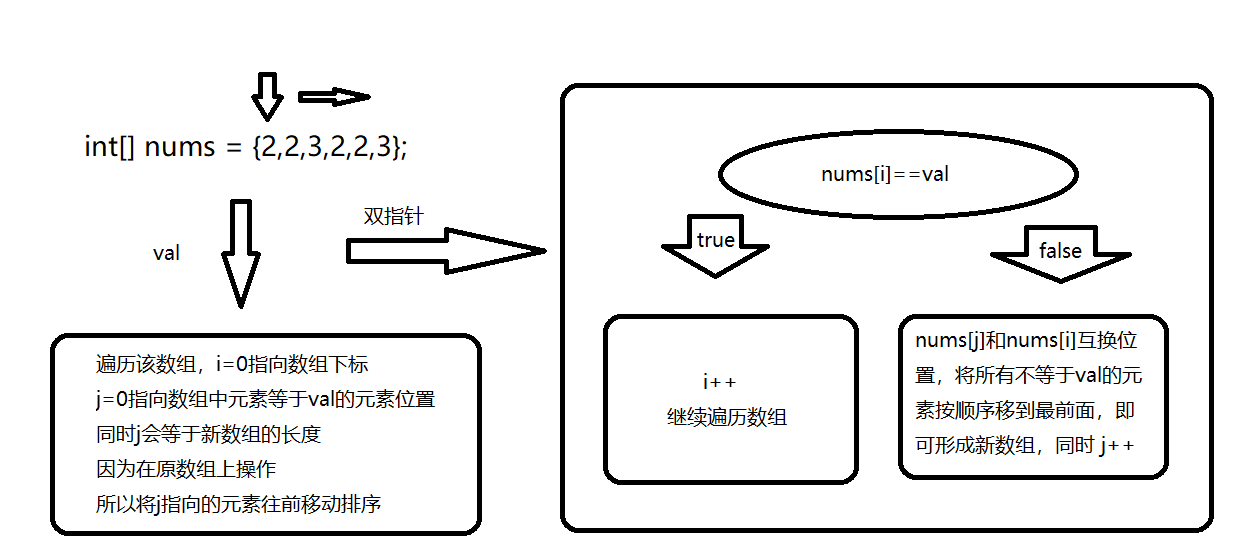 int[] nums = {2,2,3,2,2,3};
val
双指针
遍历该数组，i=0指向数组下标
j=0指向数组中元素等于val的元素位置
同时j会等于新数组的长度
因为在原数组上操作
所以将j指向的元素往前移动排序
nums[i]==val
true
false
i++
继续遍历数组
nums[j]和nums[i]互换位
置，将所有不等于val的元
素按顺序移到最前面，即
可形成新数组，同时 j++